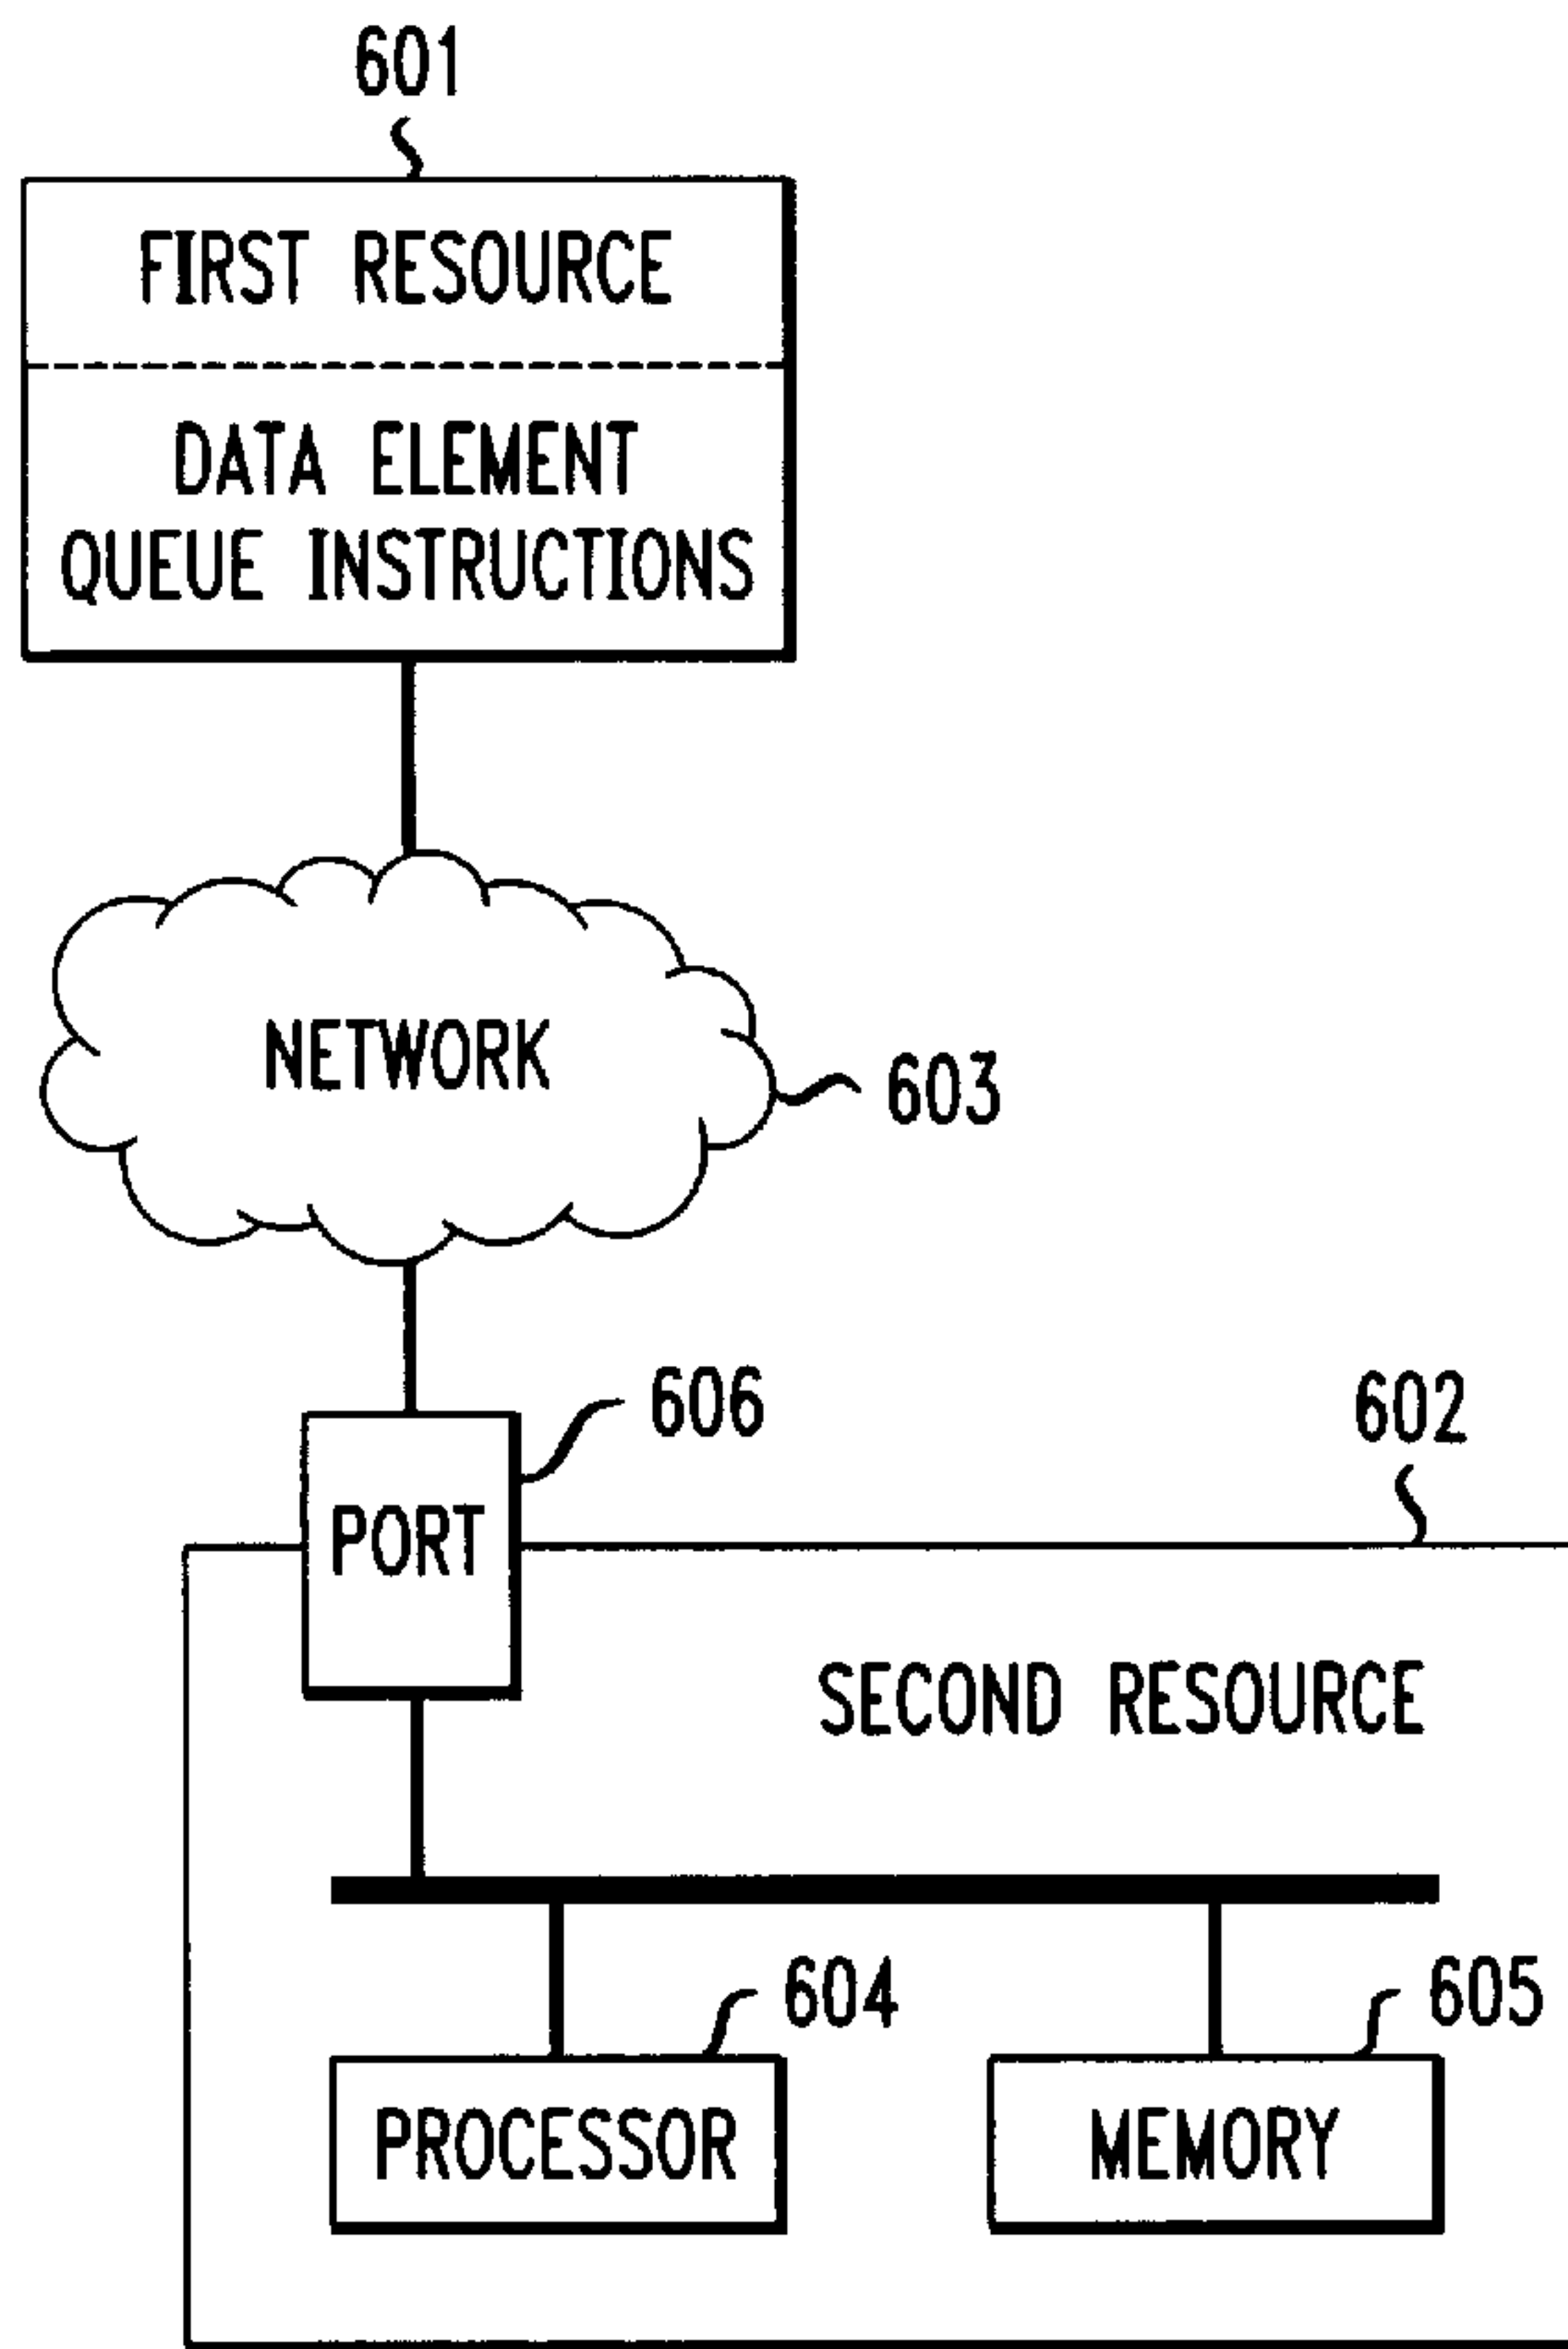 601
FIRST RESOURCE
DATA ELEMENT
QUEUE INSTRUCTIONS
NETWORK
603
606
602
PORT
SECOND RESOURCE
604
605
PROCESSOR
MEMORY